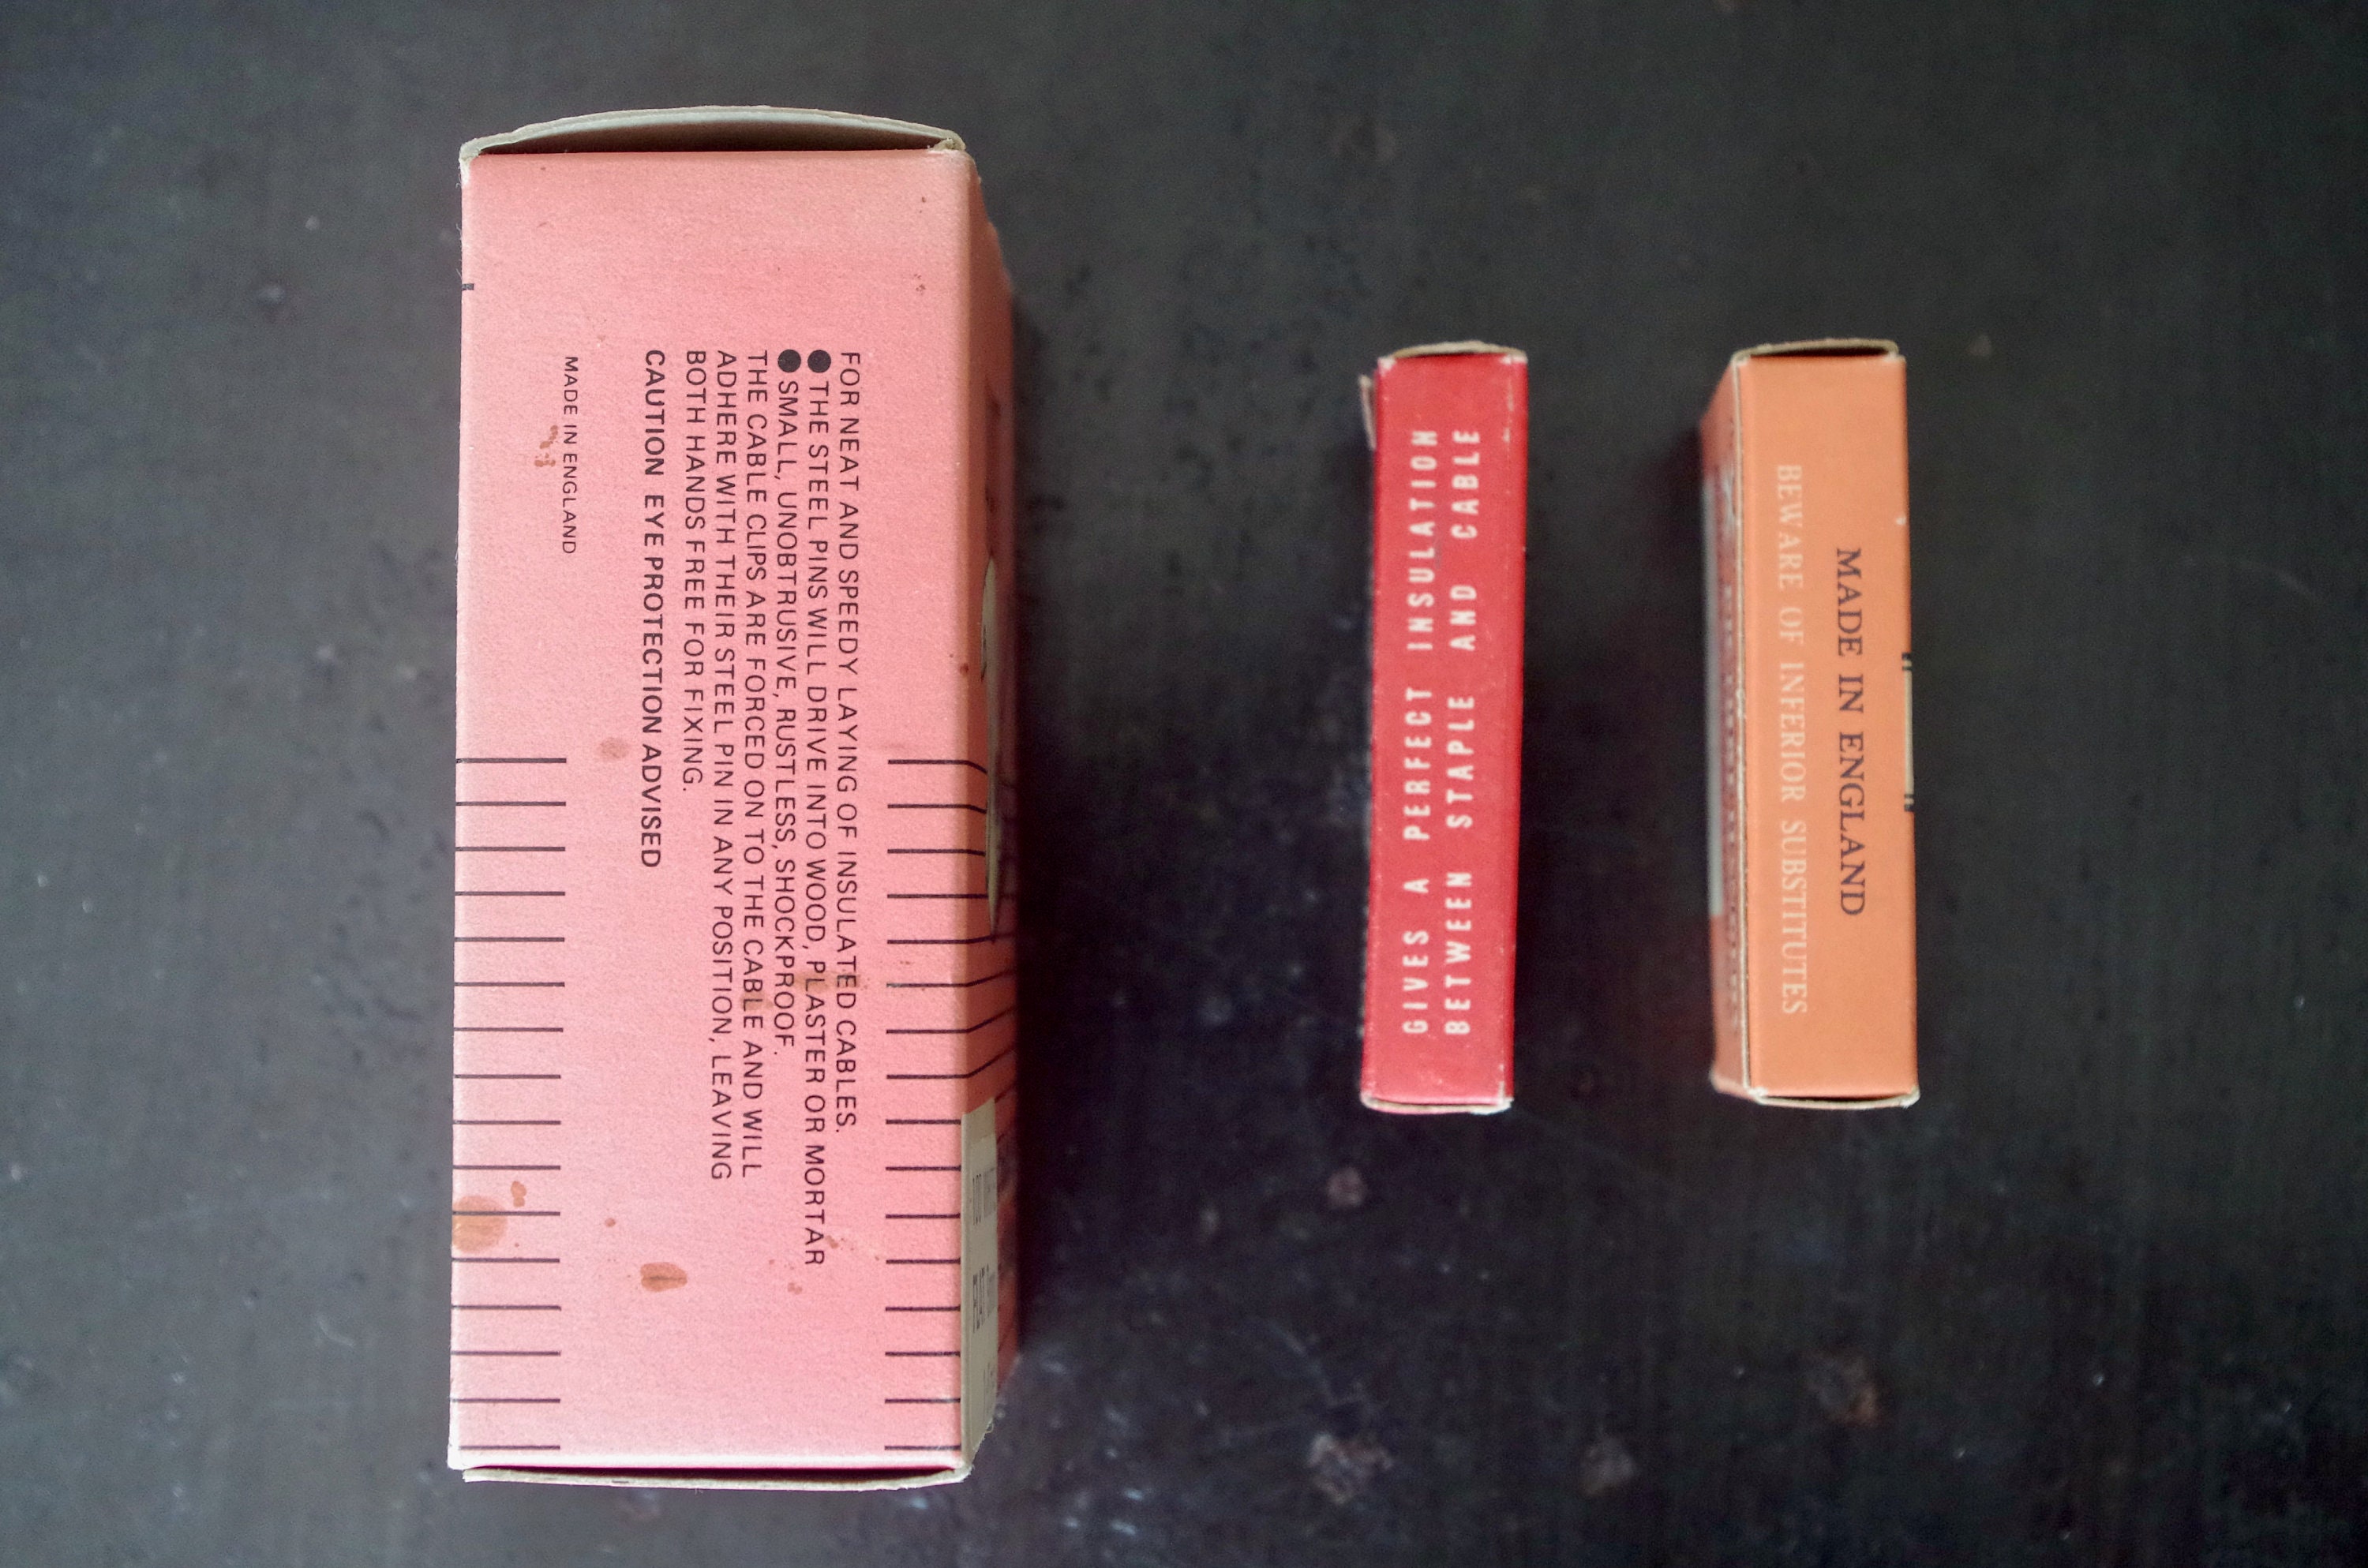 FOR NEAT AND SPEEDY LAYING OF INSULATED CABLES.
● THE STEEL PINS WILL DRIVE INTO WOOD, PLASTER OR MORTAR
● SMALL, UNOBTRUSIVE, RUSTLESS, SHOCKPROOF.
THE CABLE CLIPS ARE FORCED ON TO THE CABLE AND WILL
ADHERE WITH THEIR STEEL PIN IN ANY POSITION, LEAVING
BOTH HANDS FREE FOR FIXING.
CAUTION EYE PROTECTION ADVISED
MADE IN ENGLAND
GIVES A PERFECT INSULATION
BETWEEN STAPLE AND CABLE
MADE IN ENGLAND
BEWARE OF INFERIOR SUBSTITUTES